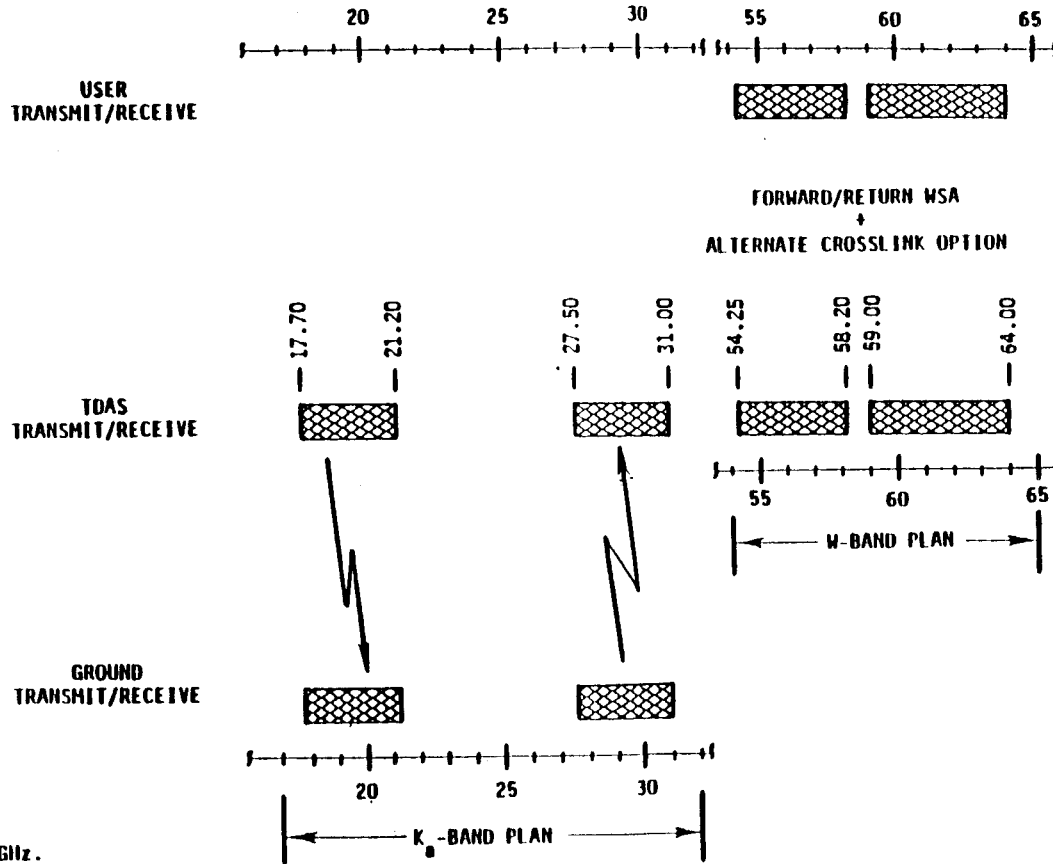 20 25 30 55 60 65
USER
TRANSMIT/RECEIVE
FORWARD/RETURN WSA
+
ALTERNATE CROSSLINK OPTION
17.70 21.20 27.50 31.00 54.25 58.20 59.00 64.00
TDAS
TRANSMIT/RECEIVE
55 60 65
W-BAND PLAN
GROUND
TRANSMIT/RECEIVE
20 25 30
Ka-BAND PLAN
GHz.